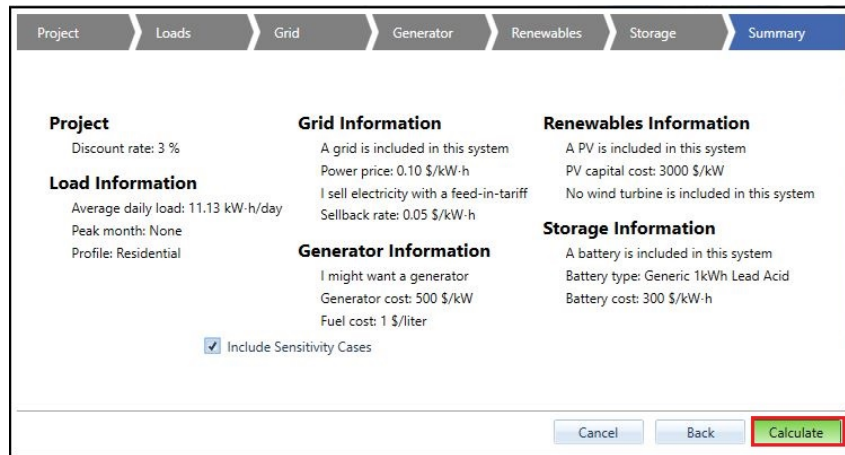 Project Loads Grid Generator Renewables Storage Summary
Project
Discount rate: 3 %
Load Information
Average daily load: 11.13 kW·h/day
Peak month: None
Profile: Residential
Grid Information
A grid is included in this system
Power price: 0.10 $/kW·h
I sell electricity with a feed-in-tariff
Sellback rate: 0.05 $/kW·h
Generator Information
I might want a generator
Generator cost: 500 $/kW
Fuel cost: 1 $/liter
Renewables Information
A PV is included in this system
PV capital cost: 3000 $/kW
No wind turbine is included in this system
Storage Information
A battery is included in this system
Battery type: Generic 1kWh Lead Acid
Battery cost: 300 $/kW·h
Include Sensitivity Cases
Cancel Back Calculate